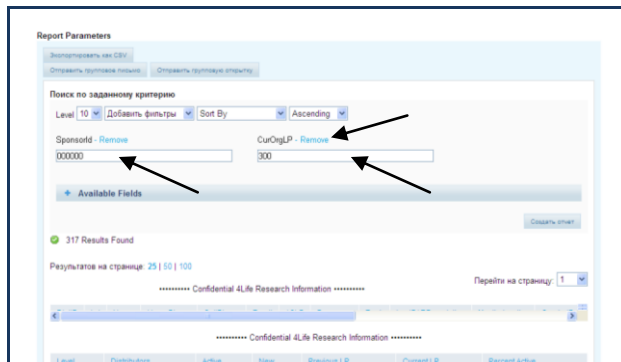 Report Parameters
Экспортировать как CSV
Отправить групповое письмо Отправить групповую открытку
Поиск по заданному критерию
Level 10 Добавить фильтры Sort By Ascending
SponsorId - Remove CurOrgLP - Remove
000000 300
+ Available Fields
Создать отчет
317 Results Found
Результатов на странице: 25 | 50 | 100
Перейти на страницу: 1
•••••••••• Confidential 4Life Research Information ••••••••••
•••••••••• Confidential 4Life Research Information ••••••••••
Level Distributors Active New Previous LP Current LP Percent Active